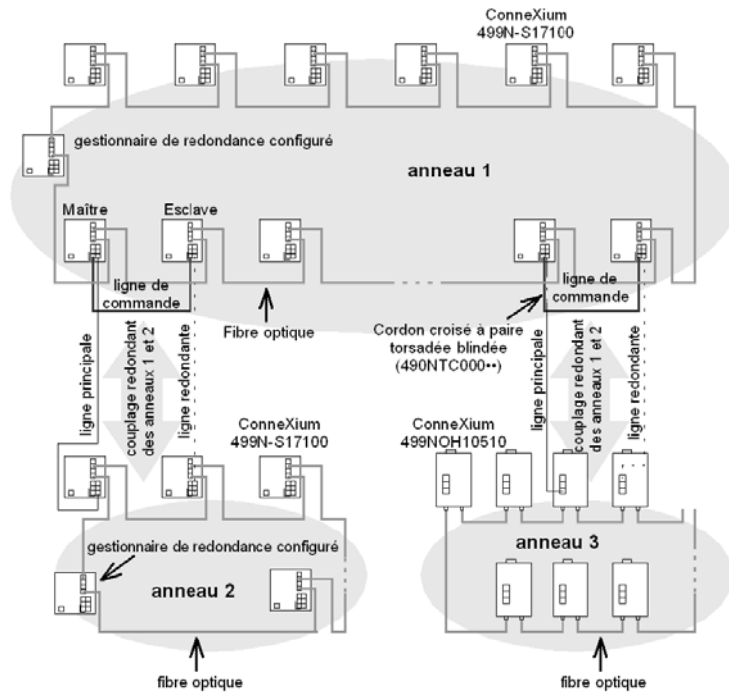 ConneXium
499N-S17100
gestionnaire de redondance configuré
anneau 1
Maître
Esclave
ligne de
commande
ligne de
commande
Fibre optique
Cordon croisé à paire
torsadée blindée
(490NTC000••)
ligne principale
couplage redondant
des anneaux 1 et 2
ligne redondante
ligne principale
couplage redondant
des anneaux 1 et 2
ligne redondante
ConneXium
499N-S17100
ConneXium
499NOH10510
gestionnaire de redondance configuré
anneau 2
anneau 3
fibre optique
fibre optique